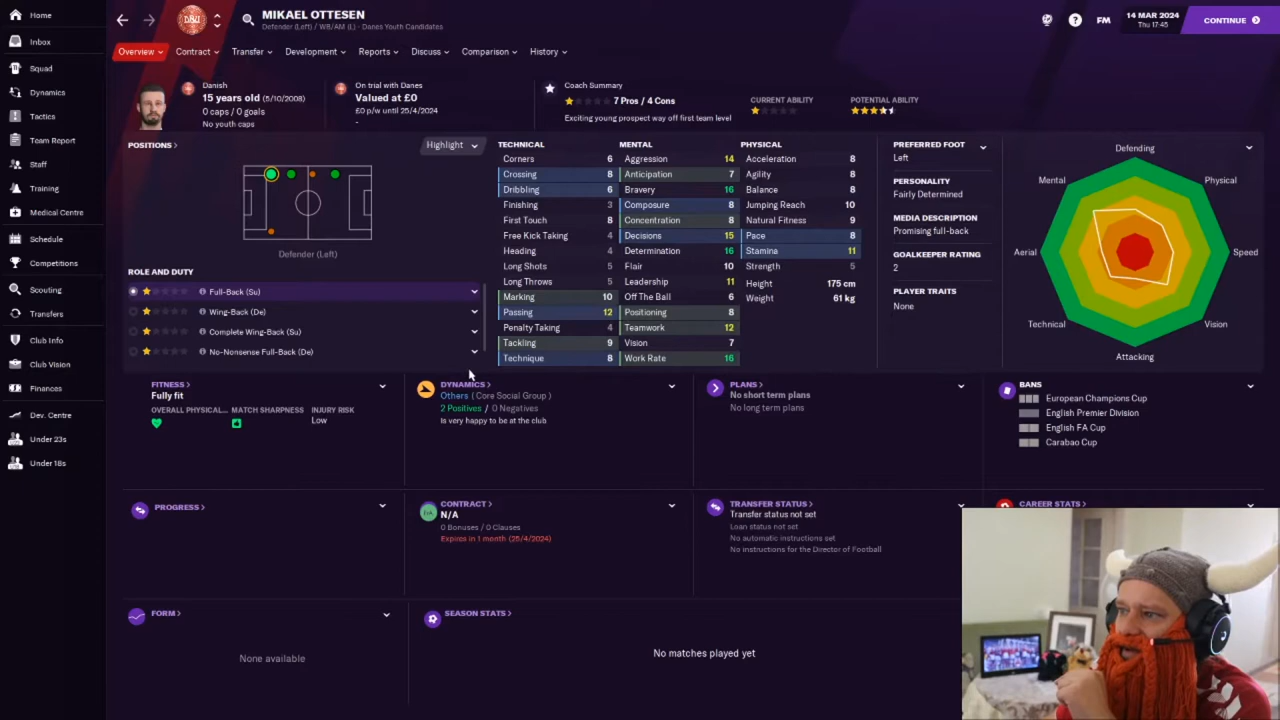 Home
Inbox
Squad
Dynamics
Tactics
Team Report
Staff
Training
Medical Centre
Schedule
Competitions
Scouting
Transfers
Club Info
Club Vision
Finances
Dev. Centre
Under 23s
Under 18s
MIKAEL OTTESEN
Defender (Left) / WB/AM (L) - Danes Youth Candidates
FM
14 MAR 2024
Thu 17:45
CONTINUE
Overview
Contract
Transfer
Development
Reports
Discuss
Comparison
History
Danish
15 years old (5/10/2008)
0 caps / 0 goals
No youth caps
On trial with Danes
Valued at £0
£0 p/w until 25/4/2024
-
Coach Summary
7 Pros / 4 Cons
Exciting young prospect way off first team level
CURRENT ABILITY
POTENTIAL ABILITY
POSITIONS
Highlight
Defender (Left)
ROLE AND DUTY
Full-Back (Su)
Wing-Back (De)
Complete Wing-Back (Su)
No-Nonsense Full-Back (De)
TECHNICAL
Corners 6
Crossing 8
Dribbling 6
Finishing 3
First Touch 8
Free Kick Taking 4
Heading 4
Long Shots 5
Long Throws 5
Marking 10
Passing 12
Penalty Taking 4
Tackling 9
Technique 8
MENTAL
Aggression 14
Anticipation 7
Bravery 16
Composure 8
Concentration 8
Decisions 15
Determination 16
Flair 10
Leadership 11
Off The Ball 6
Positioning 8
Teamwork 12
Vision 7
Work Rate 16
PHYSICAL
Acceleration 8
Agility 8
Balance 8
Jumping Reach 10
Natural Fitness 9
Pace 8
Stamina 11
Strength 5
Height 175 cm
Weight 61 kg
PREFERRED FOOT
Left
PERSONALITY
Fairly Determined
MEDIA DESCRIPTION
Promising full-back
GOALKEEPER RATING
2
PLAYER TRAITS
None
Defending
Mental
Physical
Aerial
Speed
Technical
Vision
Attacking
FITNESS
Fully fit
OVERALL PHYSICAL...
MATCH SHARPNESS
INJURY RISK
Low
DYNAMICS
Others ( Core Social Group )
2 Positives / 0 Negatives
Is very happy to be at the club
PLANS
No short term plans
No long term plans
BANS
European Champions Cup
English Premier Division
English FA Cup
Carabao Cup
PROGRESS
CONTRACT
N/A
0 Bonuses / 0 Clauses
Expires in 1 month (25/4/2024)
TRANSFER STATUS
Transfer status not set
Loan status not set
No automatic instructions set
No instructions for the Director of Football
CAREER STATS
FORM
None available
SEASON STATS
No matches played yet